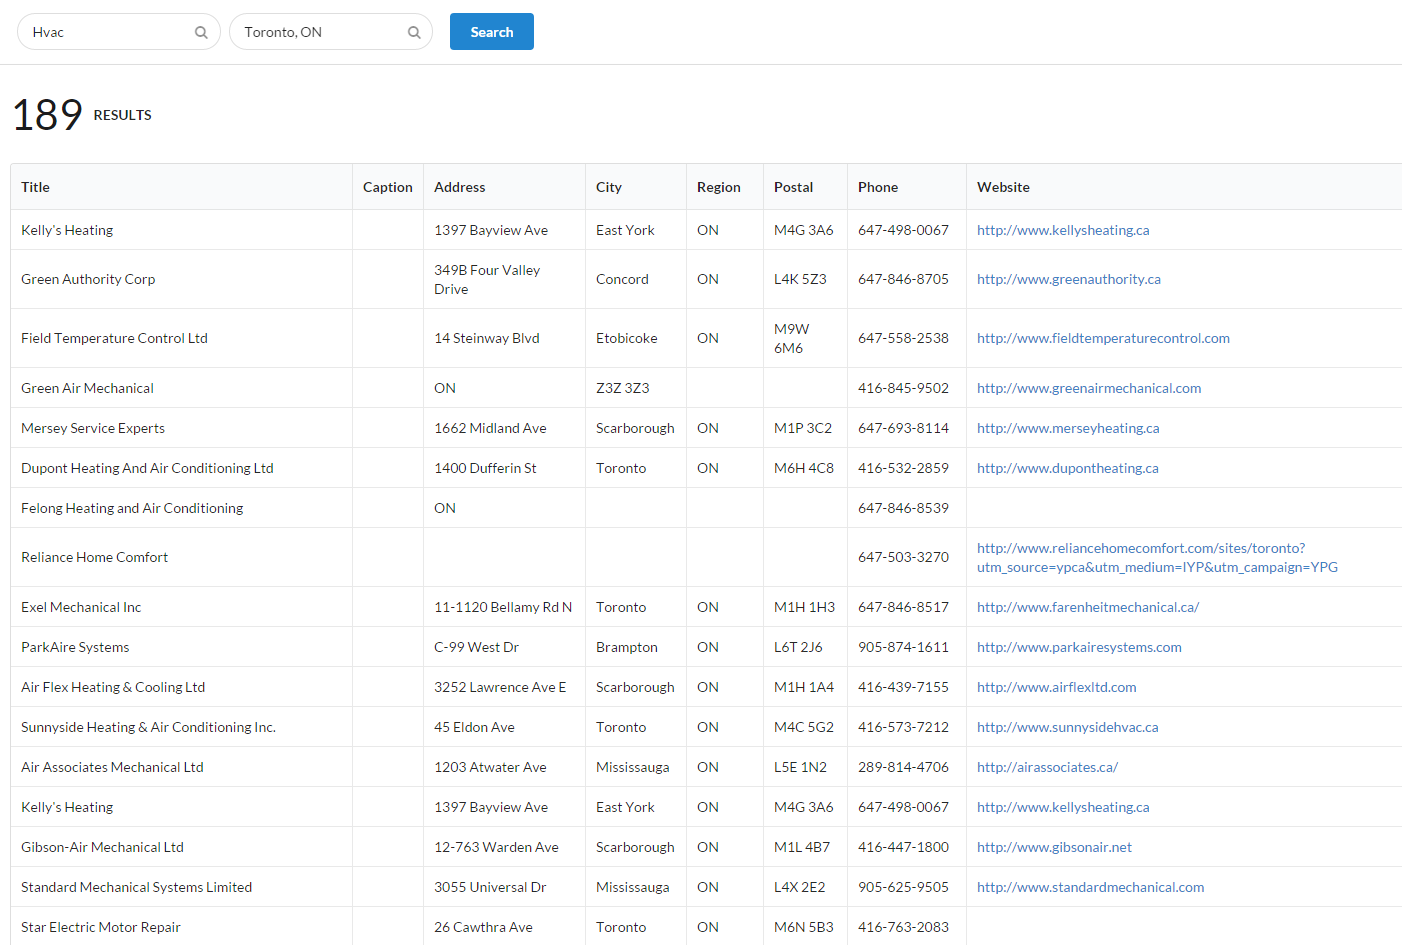 Hvac Toronto, ON Search
189 RESULTS
Title Caption Address City Region Postal Phone Website
Kelly's Heating 1397 Bayview Ave East York ON M4G 3A6 647-498-0067 http://www.kellysheating.ca
Green Authority Corp 349B Four Valley Drive Concord ON L4K 5Z3 647-846-8705 http://www.greenauthority.ca
Field Temperature Control Ltd 14 Steinway Blvd Etobicoke ON M9W 6M6 647-558-2538 http://www.fieldtemperaturecontrol.com
Green Air Mechanical ON Z3Z 3Z3 416-845-9502 http://www.greenairmechanical.com
Mersey Service Experts 1662 Midland Ave Scarborough ON M1P 3C2 647-693-8114 http://www.merseyheating.ca
Dupont Heating And Air Conditioning Ltd 1400 Dufferin St Toronto ON M6H 4C8 416-532-2859 http://www.dupontheating.ca
Felong Heating and Air Conditioning ON 647-846-8539
Reliance Home Comfort 647-503-3270 http://www.reliancehomecomfort.com/sites/toronto?
utm_source=ypca&utm_medium=IYP&utm_campaign=YPG
Exel Mechanical Inc 11-1120 Bellamy Rd N Toronto ON M1H 1H3 647-846-8517 http://www.farenheitmechanical.ca/
ParkAire Systems C-99 West Dr Brampton ON L6T 2J6 905-874-1611 http://www.parkairesystems.com
Air Flex Heating & Cooling Ltd 3252 Lawrence Ave E Scarborough ON M1H 1A4 416-439-7155 http://www.airflexltd.com
Sunnyside Heating & Air Conditioning Inc. 45 Eldon Ave Toronto ON M4C 5G2 416-573-7212 http://www.sunnysidehvac.ca
Air Associates Mechanical Ltd 1203 Atwater Ave Mississauga ON L5E 1N2 289-814-4706 http://airassociates.ca/
Kelly's Heating 1397 Bayview Ave East York ON M4G 3A6 647-498-0067 http://www.kellysheating.ca
Gibson-Air Mechanical Ltd 12-763 Warden Ave Scarborough ON M1L 4B7 416-447-1800 http://www.gibsonair.net
Standard Mechanical Systems Limited 3055 Universal Dr Mississauga ON L4X 2E2 905-625-9505 http://www.standardmechanical.com
Star Electric Motor Repair 26 Cawthra Ave Toronto ON M6N 5B3 416-763-2083